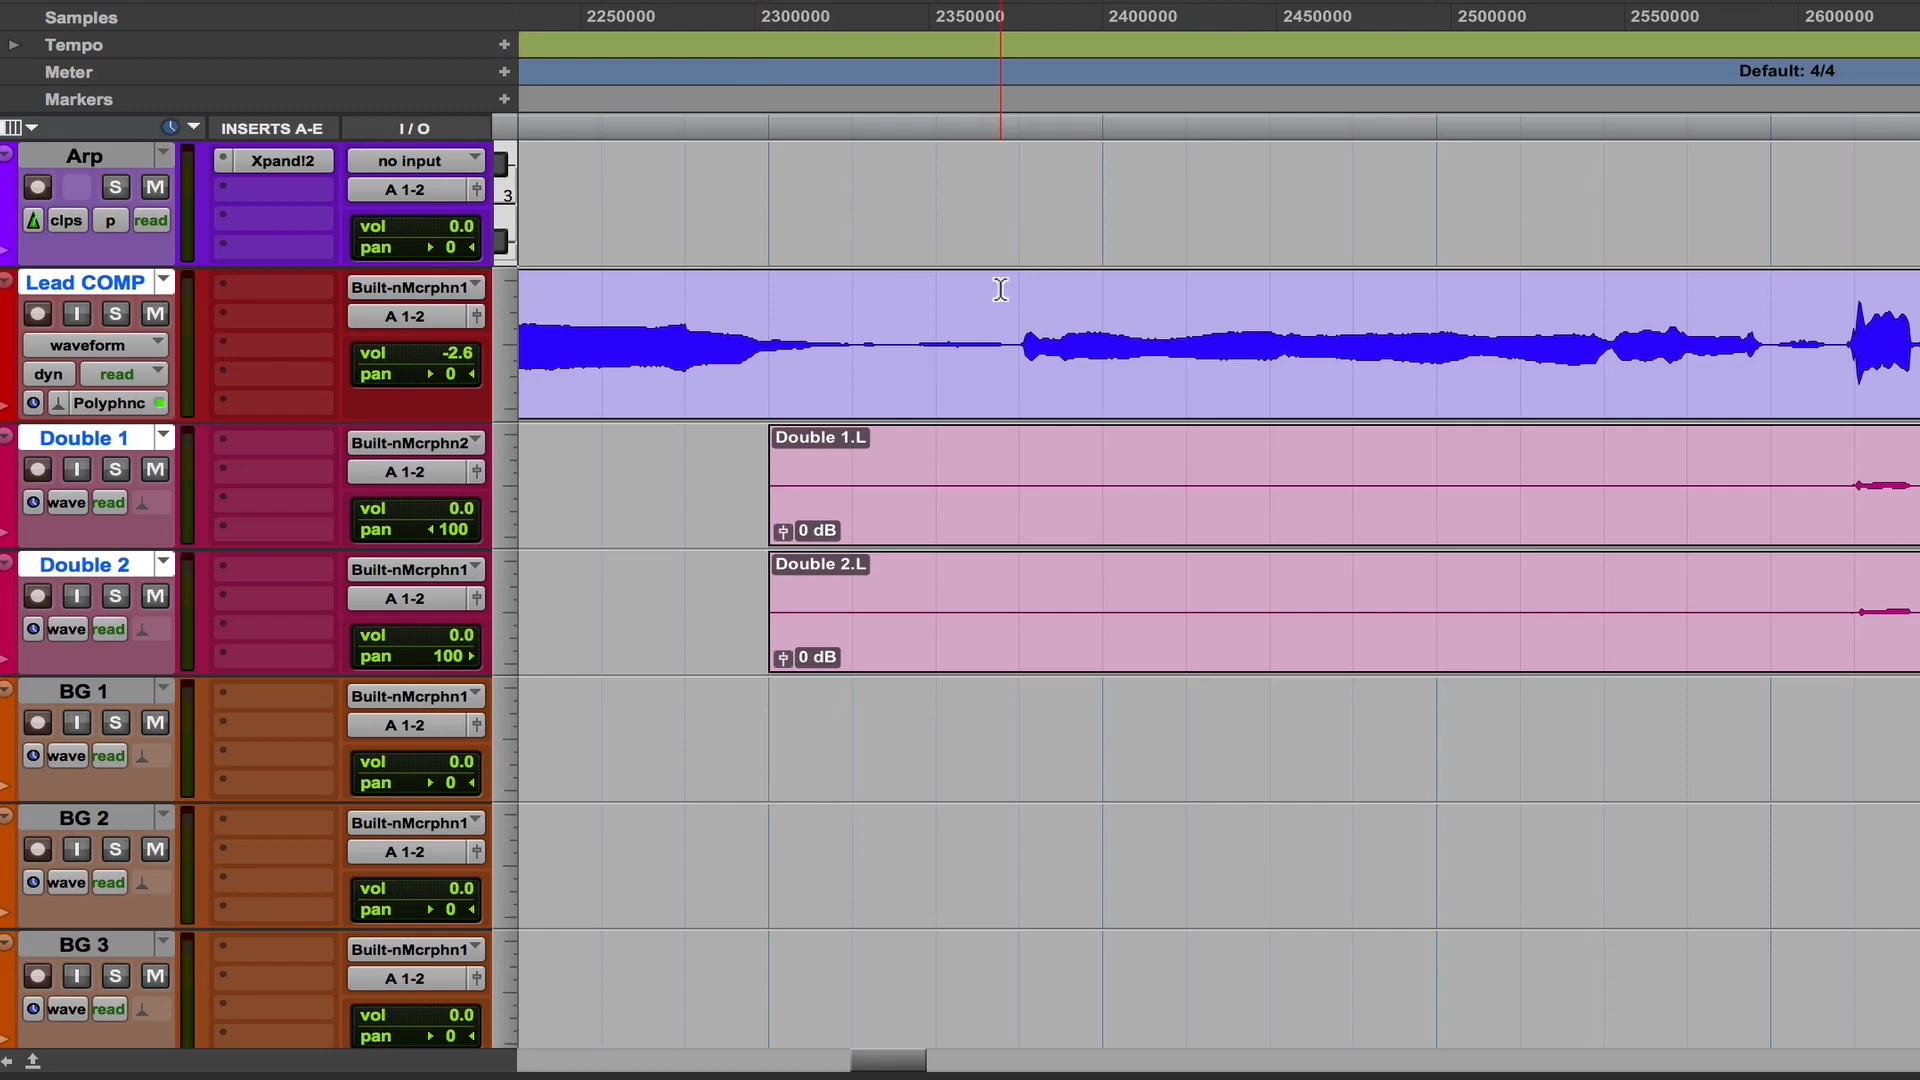 Samples 2250000 2300000 2350000 2400000 2450000 2500000 2550000 2600000
Tempo +
Meter + Default: 4/4
Markers +
INSERTS A-E I / O
Arp Xpand!2 no input
S M A 1-2
3
clps p read vol 0.0
pan 0
Lead COMP Built-nMcrphn1
I S M A 1-2
waveform vol -2.6
dyn read pan 0
Polyphnc
Double 1 Built-nMcrphn2 Double 1.L
I S M A 1-2
wave read vol 0.0
pan 100 0 dB
Double 2 Built-nMcrphn1 Double 2.L
I S M A 1-2
wave read vol 0.0
pan 100 0 dB
BG 1 Built-nMcrphn1
I S M A 1-2
wave read vol 0.0
pan 0
BG 2 Built-nMcrphn1
I S M A 1-2
wave read vol 0.0
pan 0
BG 3 Built-nMcrphn1
I S M A 1-2
wave read vol 0.0
pan 0